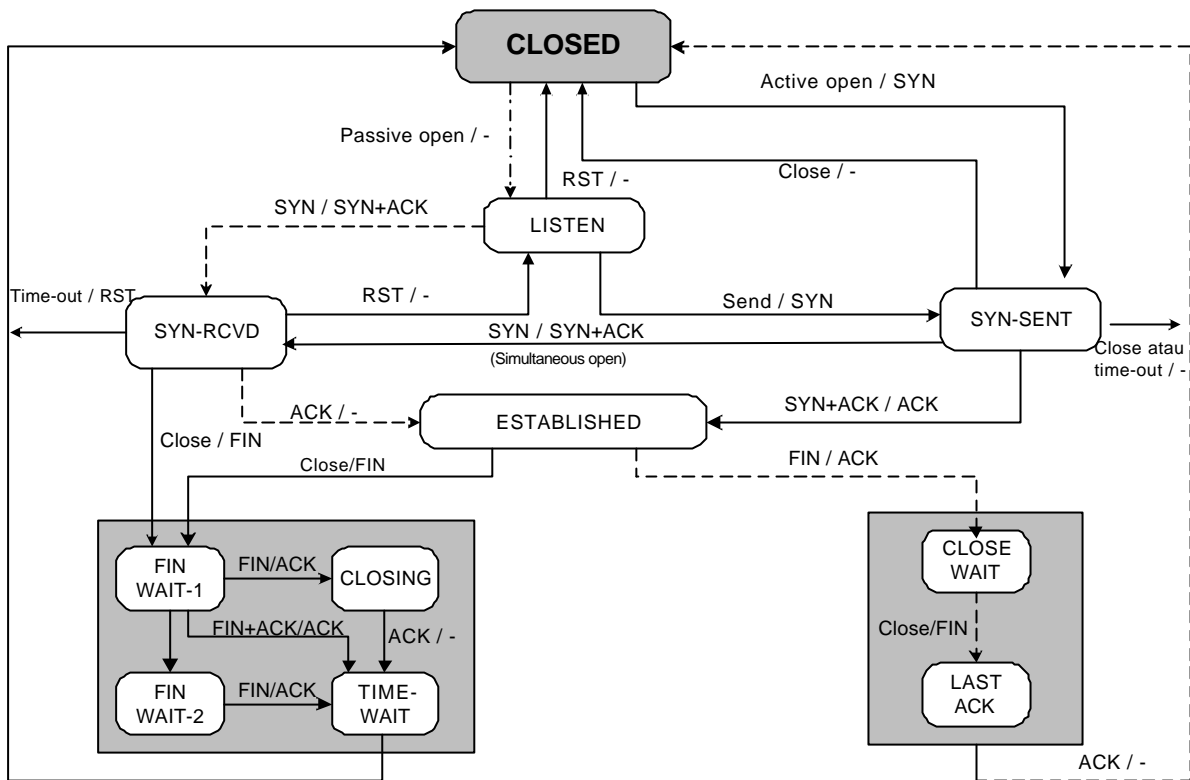 CLOSED
Active open / SYN
Passive open / -
Close / -
RST / -
SYN / SYN+ACK
LISTEN
Time-out / RST
RST / -
Send / SYN
SYN-RCVD
SYN-SENT
SYN / SYN+ACK
(Simultaneous open)
Close atau
time-out / -
ACK / -
ESTABLISHED
SYN+ACK / ACK
Close / FIN
Close/FIN
FIN / ACK
FIN
WAIT-1
FIN/ACK
CLOSING
CLOSE
WAIT
FIN+ACK/ACK
ACK / -
Close/FIN
FIN
WAIT-2
FIN/ACK
TIME-
WAIT
LAST
ACK
ACK / -